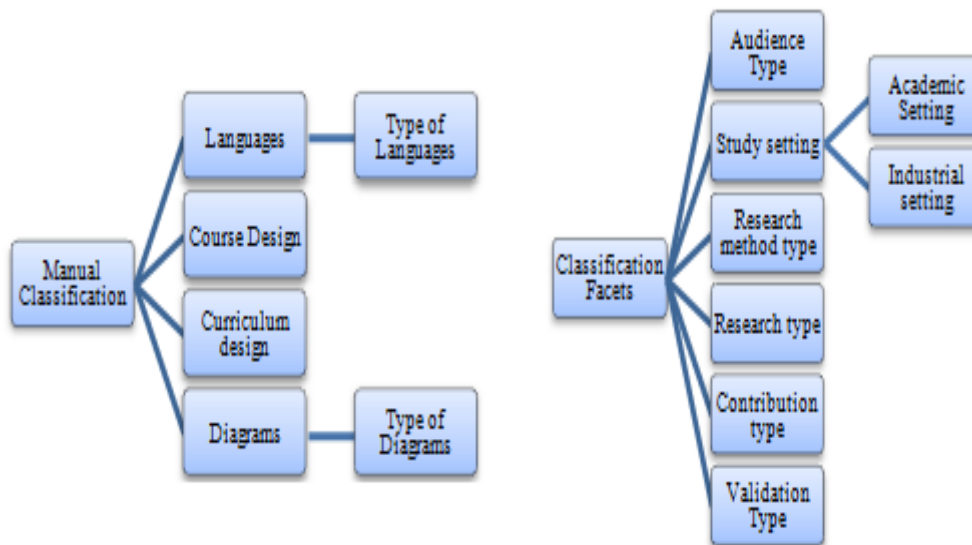 Manual
Classification
Languages
Type of
Languages
Course Design
Curriculum
design
Diagrams
Type of
Diagrams
Classification
Facets
Audience
Type
Study setting
Academic
Setting
Industrial
setting
Research
method type
Research type
Contribution
type
Validation
Type